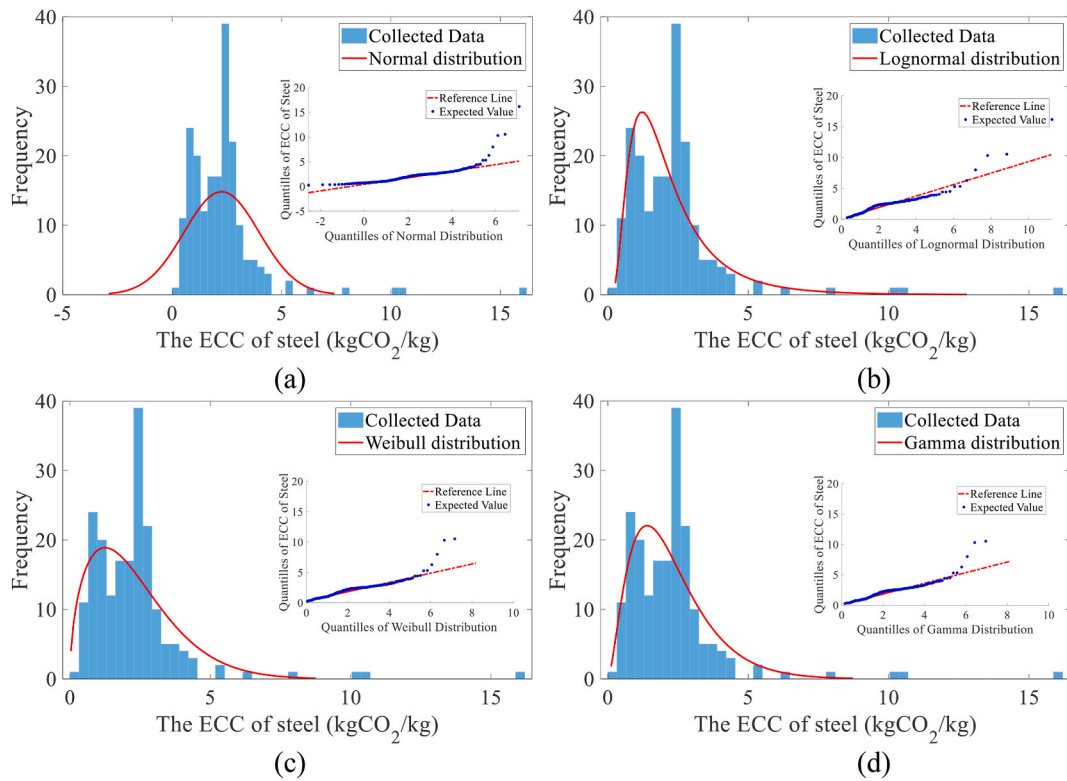 40
30
20
10
0
Frequency
Collected Data
Normal distribution
20
15
10
5
0
-5
Quantilles of ECC of Steel
Reference Line
Expected Value
-2 0 2 4 6
Quantilles of Normal Distribution
-5 0 5 10 15
The ECC of steel (kgCO2/kg)
(a)
40
30
20
10
0
Frequency
Collected Data
Lognormal distribution
20
15
10
5
0
Quantilles of ECC of Steel
Reference Line
Expected Value
0 2 4 6 8 10
Quantilles of Lognormal Distribution
0 5 10 15
The ECC of steel (kgCO2/kg)
(b)
40
30
20
10
0
Frequency
Collected Data
Weibull distribution
20
15
10
5
0
Quantilles of ECC of Steel
Reference Line
Expected Value
0 2 4 6 8 10
Quantilles of Weibull Distribution
0 5 10 15
The ECC of steel (kgCO2/kg)
(c)
40
30
20
10
0
Frequency
Collected Data
Gamma distribution
20
15
10
5
0
Quantilles of ECC of Steel
Reference Line
Expected Value
0 2 4 6 8 10
Quantilles of Gamma Distribution
0 5 10 15
The ECC of steel (kgCO2/kg)
(d)